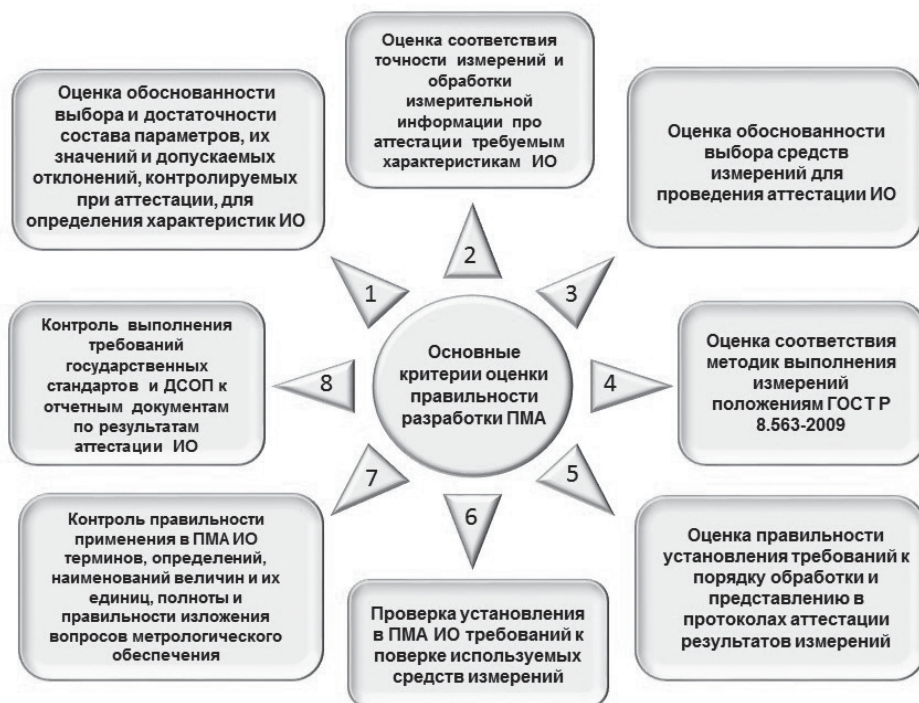 Оценка обоснованности
выбора и достаточности
состава параметров, их
значений и допускаемых
отклонений, контролируемых
при аттестации, для
определения характеристик ИО
1
Оценка соответствия
точности измерений и
обработки
измерительной
информации про
аттестации требуемым
характеристикам ИО
2
Оценка обоснованности
выбора средств
измерений для
проведения аттестации ИО
3
Оценка соответствия
методик выполнения
измерений
положениям ГОСТ Р
8.563-2009
4
Оценка правильности
установления требований к
порядку обработки и
представлению в
протоколах аттестации
результатов измерений
5
Проверка установления
в ПМА ИО требований к
поверке используемых
средств измерений
6
Контроль правильности
применения в ПМА ИО
терминов, определений,
наименований величин и их
единиц, полноты и
правильности изложения
вопросов метрологического
обеспечения
7
Контроль выполнения
требований
государственных
стандартов и ДСОП к
отчетным документам
по результатам
аттестации ИО
8
Основные
критерии оценки
правильности
разработки ПМА